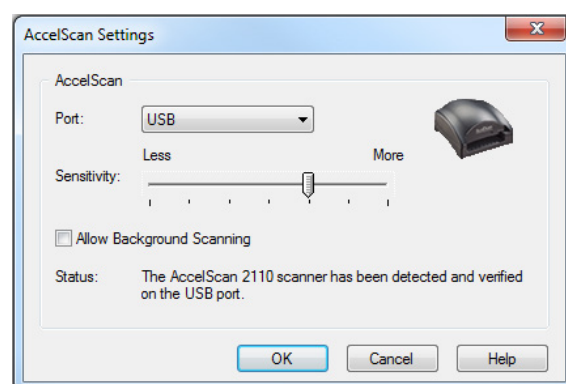 AccelScan Settings
AccelScan
Port: USB
Less More
Sensitivity:
Allow Background Scanning
Status: The AccelScan 2110 scanner has been detected and verified
on the USB port.
OK Cancel Help